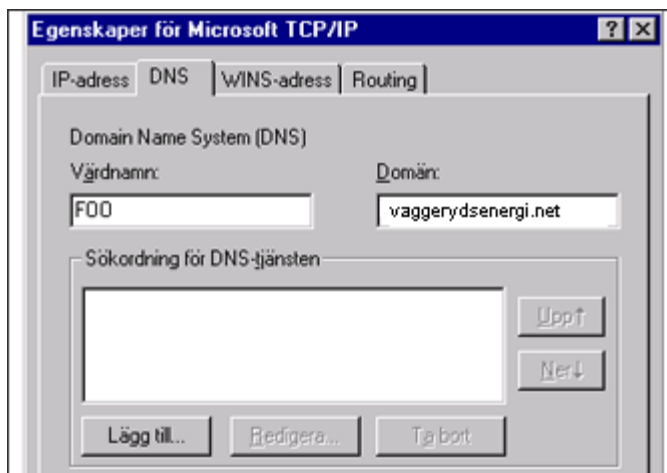 Egenskaper för Microsoft TCP/IP
IP-adress DNS WINS-adress Routing
Domain Name System (DNS)
Värdnamn: Domän:
FOO vaggerydsenergi.net
Sökordning för DNS-tjänsten
Upp↑
Ner↓
Lägg till... Redigera... Ta bort